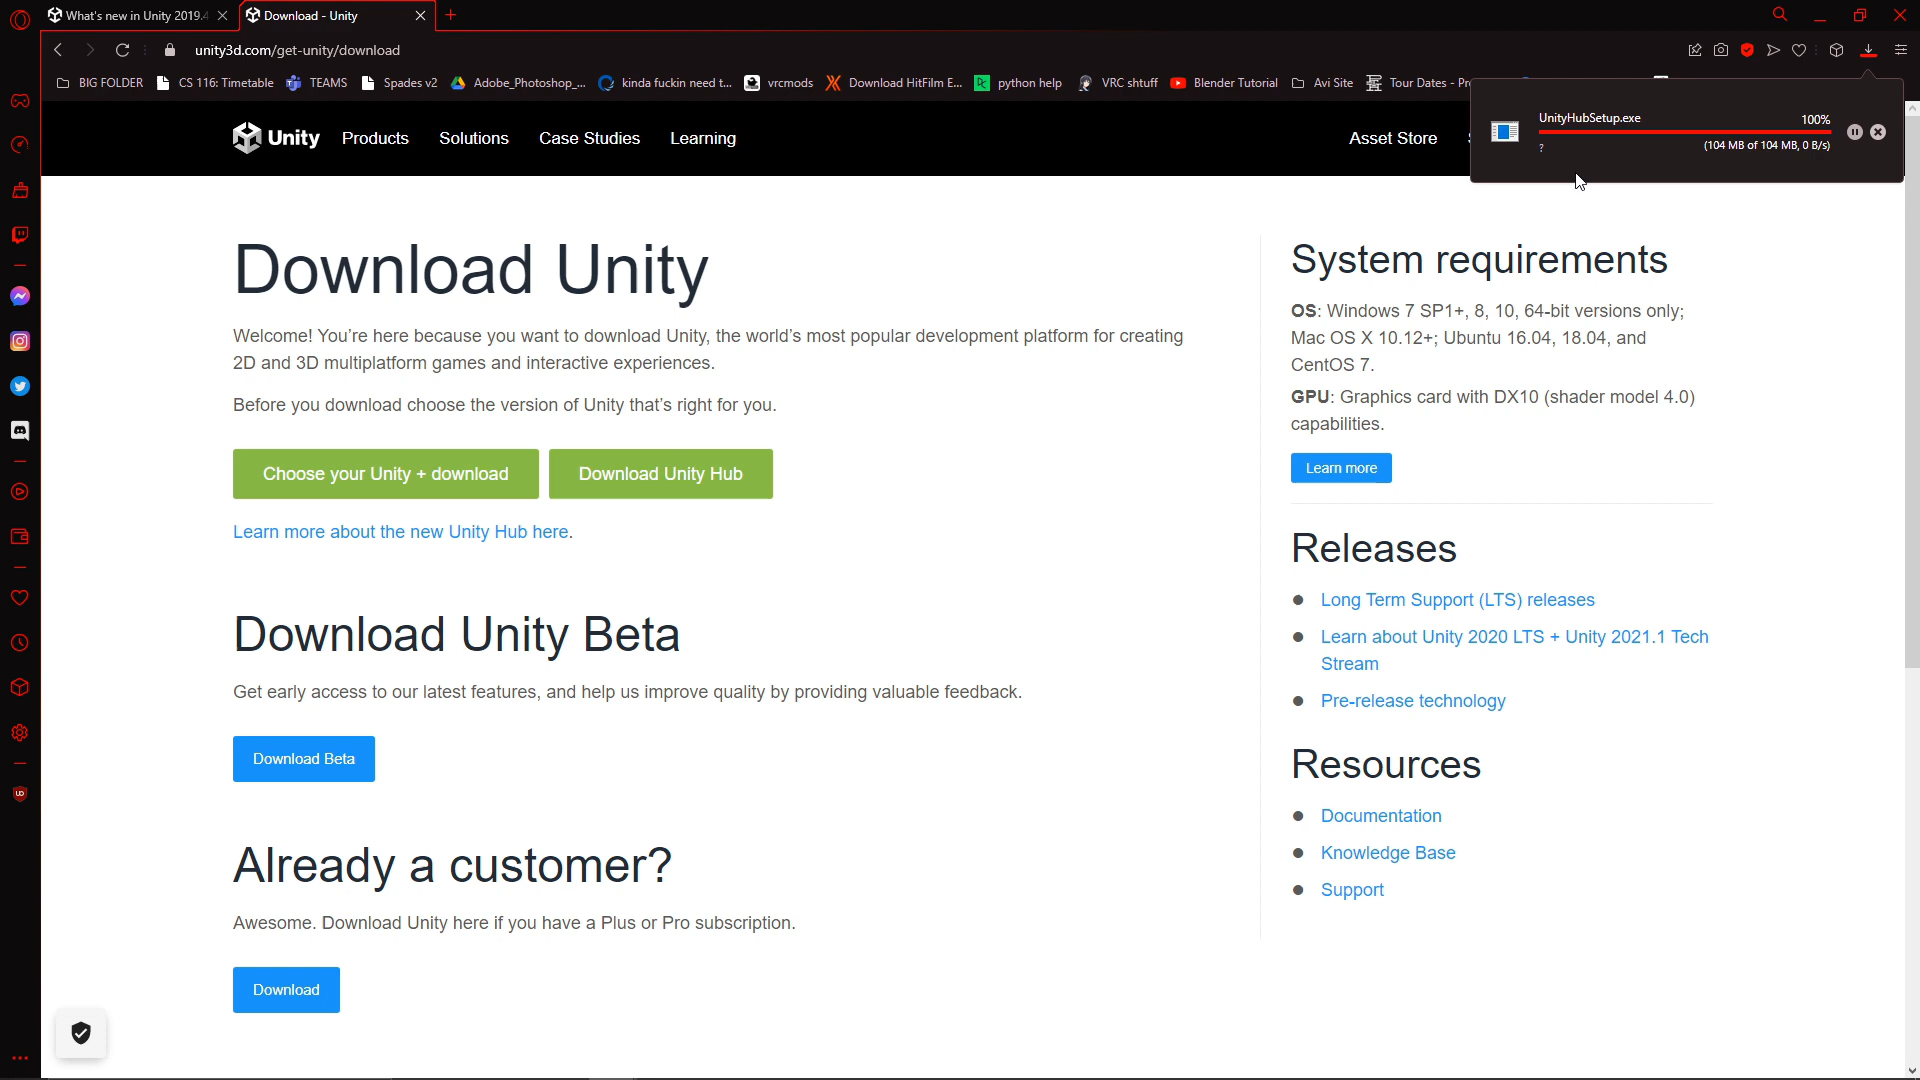 What's new in Unity 2019.4
Download - Unity
unity3d.com/get-unity/download
BIG FOLDER
CS 116: Timetable
TEAMS
Spades v2
Adobe_Photoshop_...
kinda fuckin need t...
vrcmods
Download HitFilm E...
python help
VRC shtuff
Blender Tutorial
Avi Site
Tour Dates - Pr
UnityHubSetup.exe
100%
(104 MB of 104 MB, 0 B/s)
?
Unity
Products
Solutions
Case Studies
Learning
Asset Store
Download Unity
Welcome! You're here because you want to download Unity, the world's most popular development platform for creating
2D and 3D multiplatform games and interactive experiences.
Before you download choose the version of Unity that's right for you.
Choose your Unity + download
Download Unity Hub
Learn more about the new Unity Hub here.
Download Unity Beta
Get early access to our latest features, and help us improve quality by providing valuable feedback.
Download Beta
Already a customer?
Awesome. Download Unity here if you have a Plus or Pro subscription.
Download
System requirements
OS: Windows 7 SP1+, 8, 10, 64-bit versions only;
Mac OS X 10.12+; Ubuntu 16.04, 18.04, and
CentOS 7.
GPU: Graphics card with DX10 (shader model 4.0)
capabilities.
Learn more
Releases
Long Term Support (LTS) releases
Learn about Unity 2020 LTS + Unity 2021.1 Tech
Stream
Pre-release technology
Resources
Documentation
Knowledge Base
Support